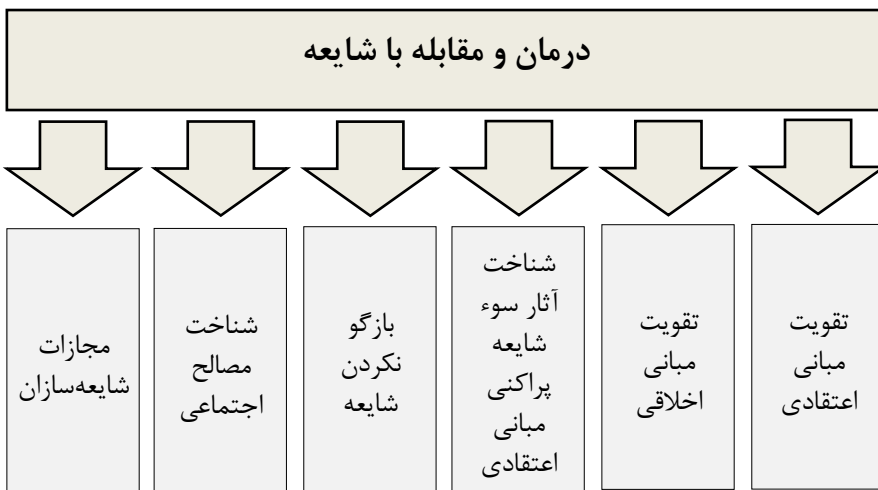 درمان و مقابله با شایعه
تقویت
مبانی
اعتقادی
تقویت
مبانی
اخلاقی
شناخت
آثار سوء
شایعه
پراکنی
مبانی
اعتقادی
بازگو
نکردن
شایعه
شناخت
مصالح
اجتماعی
مجازات
شایعه‌سازان